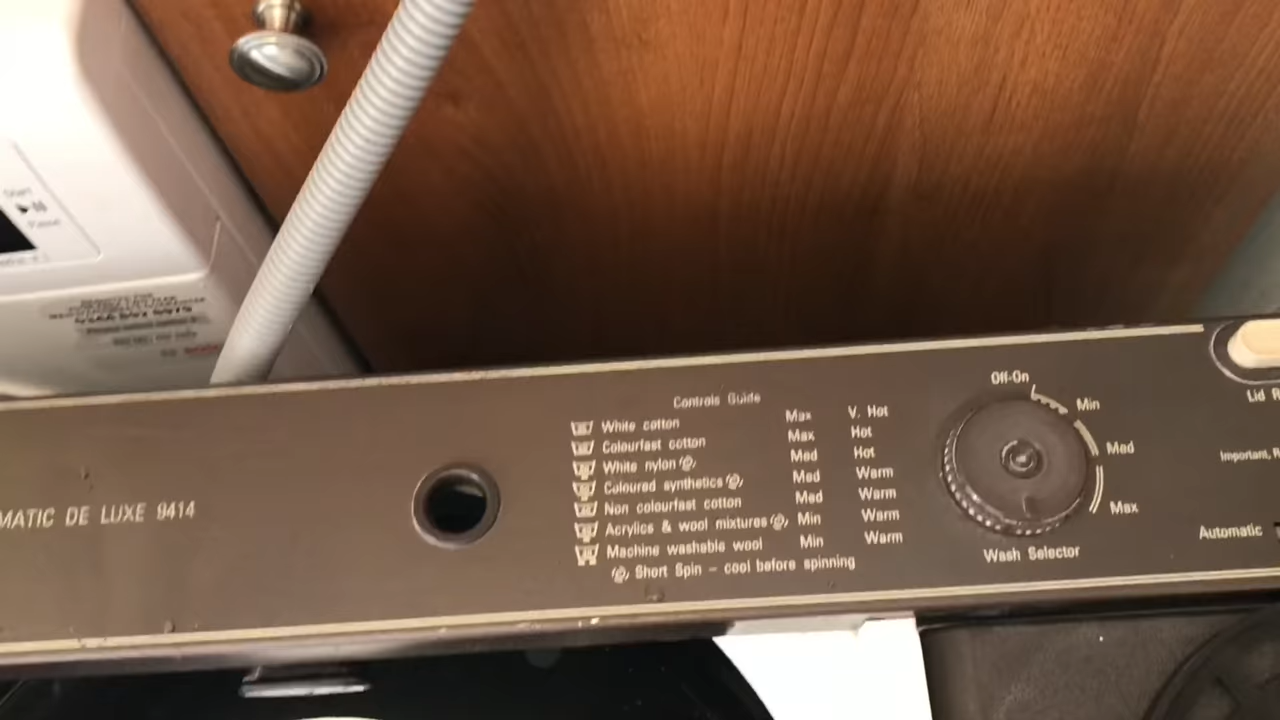 Pause
MATIC DE LUXE 9414
Controls Guide
White cotton Max V. Hot
Colourfast cotton Max Hot
White nylon Med Hot
Coloured synthetics Med Warm
Non colourfast cotton Med Warm
Acrylics & wool mixtures Min Warm
Machine washable wool Min Warm
Short Spin – cool before spinning
Off-On
Min
Med
Max
Wash Selector
Lid R
Important, R
Automatic